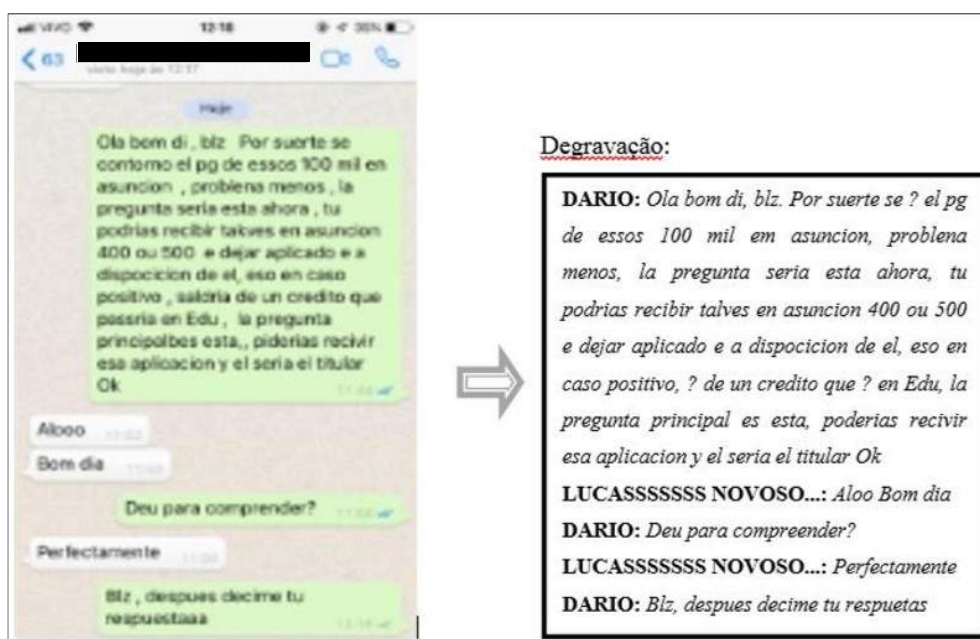 VIVO
12:18
35%
63
visto hoje às 12:17
Hoje
Ola bom di , blz Por suerte se
contorno el pg de essos 100 mil en
asuncion , problena menos , la
pregunta seria esta ahora , tu
podrias recibir takves en asuncion
400 ou 500 e dejar aplicado e a
dispocicion de el, eso en caso
positivo , saldria de un credito que
passria en Edu , la pregunta
principalbes esta,, piderias recivir
esa aplicacion y el seria el titular
Ok
Alooo
Bom dia
Deu para comprender?
Perfectamente
Blz , despues decime tu
respuestaaa
Degravação:
DARIO: Ola bom di, blz. Por suerte se ? el pg
de essos 100 mil em asuncion, problena
menos, la pregunta seria esta ahora, tu
podrias recibir talves en asuncion 400 ou 500
e dejar aplicado e a dispocicion de el, eso en
caso positivo, ? de un credito que ? en Edu, la
pregunta principal es esta, poderias recivir
esa aplicacion y el seria el titular Ok
LUCASSSSSSS NOVOSO...: Aloo Bom dia
DARIO: Deu para compreender?
LUCASSSSSSS NOVOSO...: Perfectamente
DARIO: Blz, despues decime tu respuetas